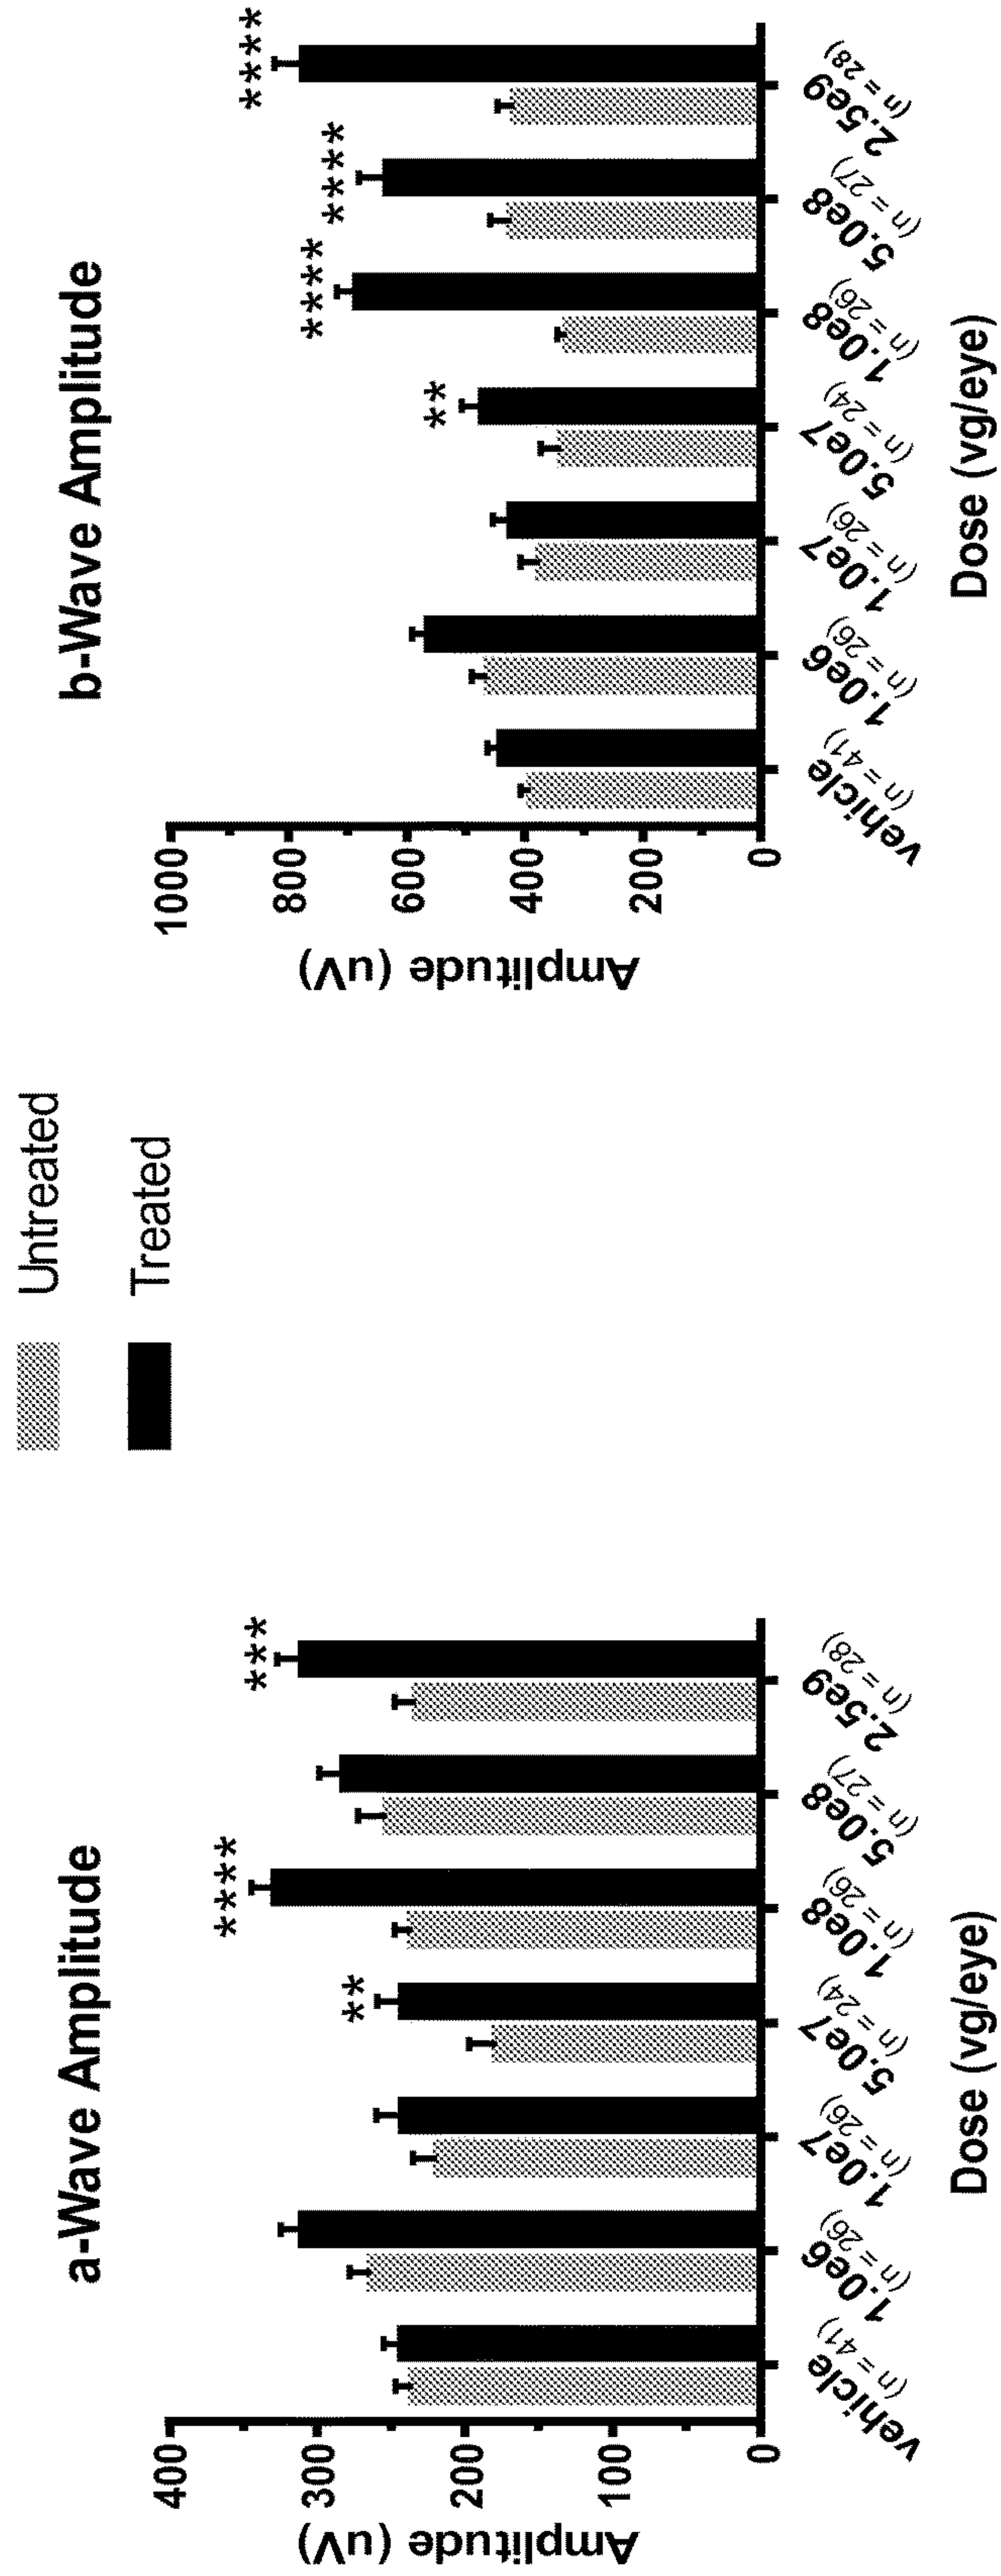 a-Wave Amplitude
Amplitude (uV)
400
300
200
100
0
****
***
**
vehicle
(n = 41)
1.0e6
(n = 26)
1.0e7
(n = 26)
5.0e7
(n = 24)
1.0e8
(n = 26)
5.0e8
(n = 27)
2.5e9
(n = 28)
Dose (vg/eye)
Untreated
Treated
b-Wave Amplitude
Amplitude (uV)
1000
800
600
400
200
0
****
****
****
**
vehicle
(n = 41)
1.0e6
(n = 26)
1.0e7
(n = 26)
5.0e7
(n = 24)
1.0e8
(n = 26)
5.0e8
(n = 27)
2.5e9
(n = 28)
Dose (vg/eye)